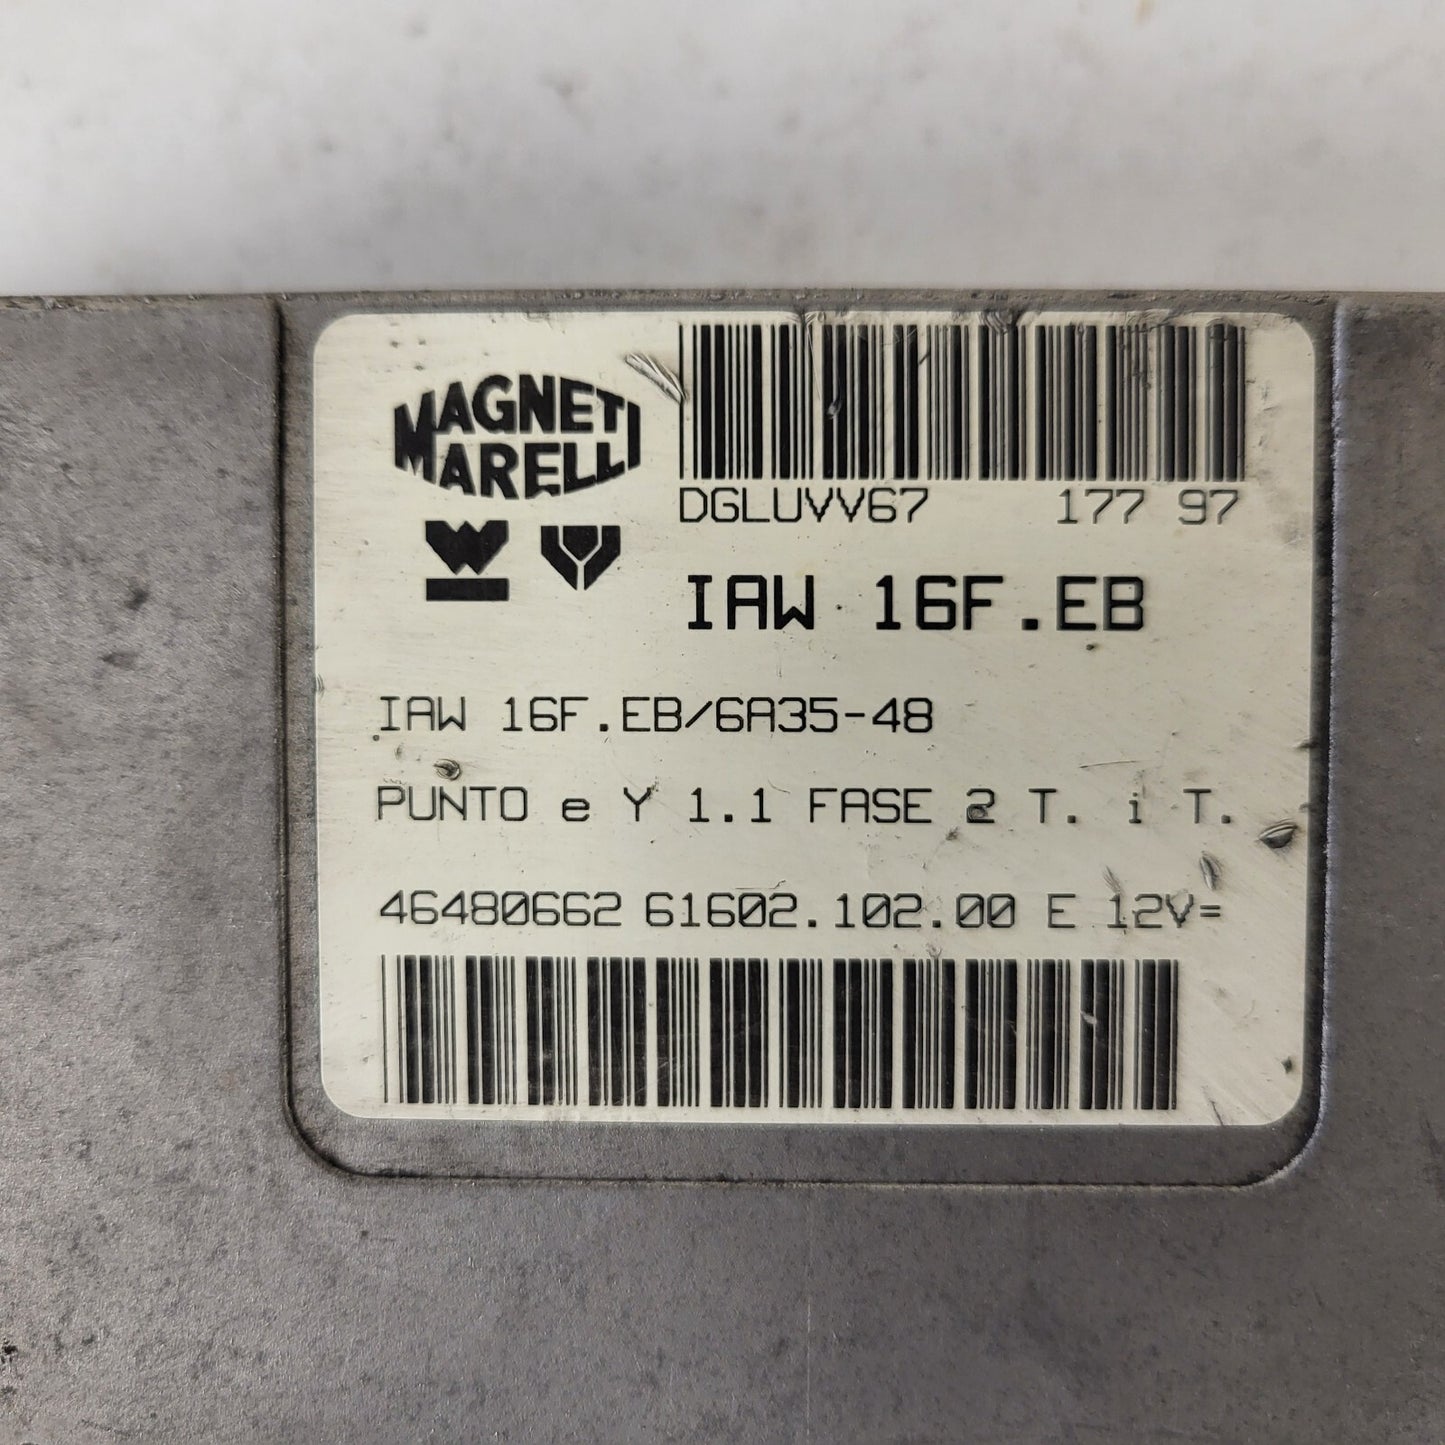 MAGNETI
MARELLI
DGLUVV67 177 97
IAW 16F.EB
IAW 16F.EB/6A35-48
PUNTO e Y 1.1 FASE 2 T. i T.
46480662 61602.102.00 E 12V=